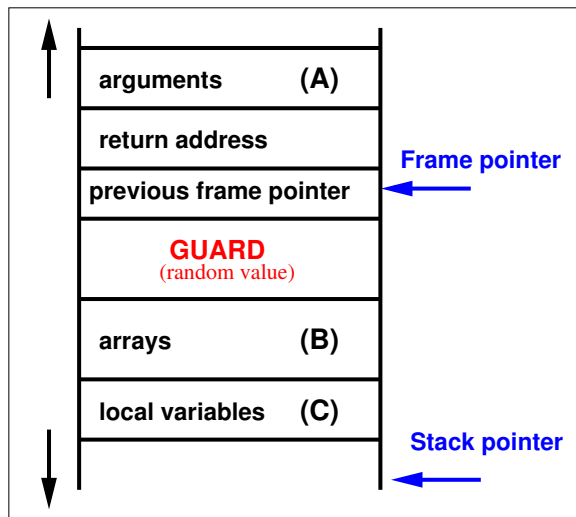 arguments (A)
return address
Frame pointer
previous frame pointer
GUARD
(random value)
arrays (B)
local variables (C)
Stack pointer